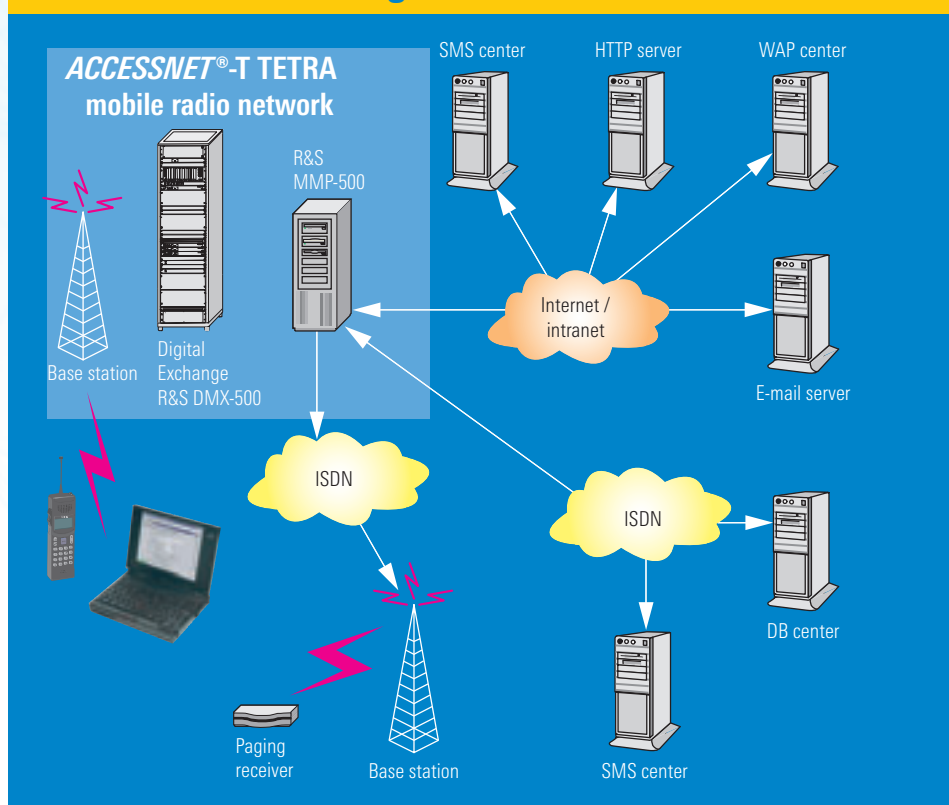 ACCESSNET®-T TETRA
mobile radio network
SMS center
HTTP server
WAP center
R&S
MMP-500
Internet /
intranet
Base station
Digital
Exchange
R&S DMX-500
E-mail server
ISDN
ISDN
DB center
Paging
receiver
Base station
SMS center